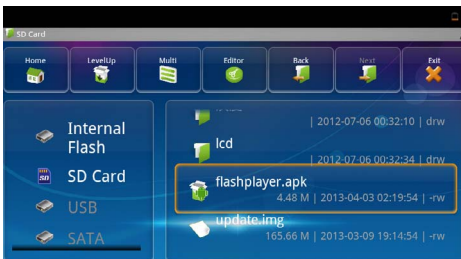 SD Card
Home LevelUp Multi Editor Back Next Exit
Internal
Flash
SD Card
USB
SATA
| 2012-07-06 00:32:10 | drw
lcd
| 2012-07-06 00:32:34 | drw
flashplayer.apk
4.48 M | 2013-04-03 02:19:54 | -rw
update.img
165.66 M | 2013-03-09 19:14:54 | -rw